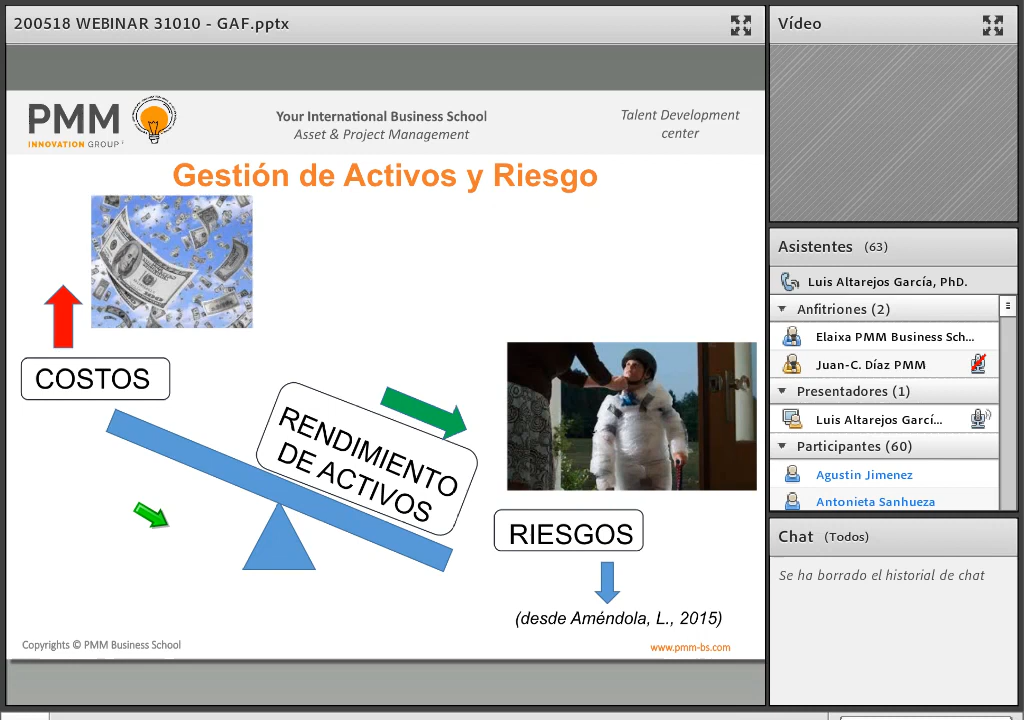 200518 WEBINAR 31010 - GAF.pptx
PMM
INNOVATION GROUP
Your International Business School
Asset & Project Management
Talent Development
center
Gestión de Activos y Riesgo
COSTOS
RENDIMIENTO
DE ACTIVOS
RIESGOS
(desde Améndola, L., 2015)
Copyrights © PMM Business School
www.pmm-bs.com
Vídeo
Asistentes (63)
Luis Altarejos García, PhD.
Anfitriones (2)
Elaixa PMM Business Sch...
Juan-C. Díaz PMM
Presentadores (1)
Luis Altarejos Garcí...
Participantes (60)
Agustin Jimenez
Antonieta Sanhueza
Chat (Todos)
Se ha borrado el historial de chat